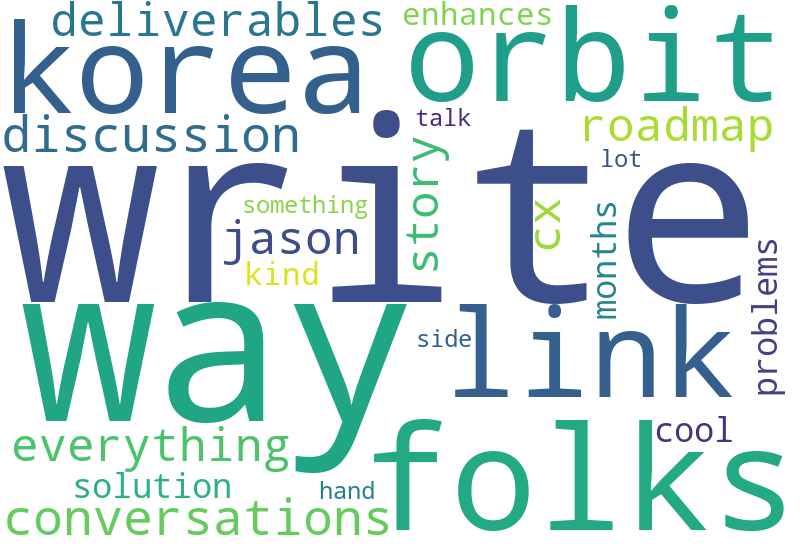 deliverables
enhances
korea
orbit
discussion
talk
roadmap
write
story
lot
something
cx
jason
months
kind
problems
way
side
link
everything
folks
cool
solution
hand
conversations